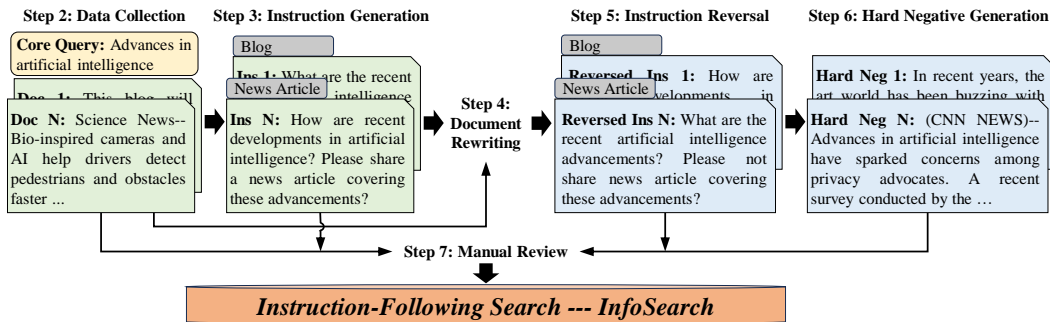 Step 2: Data Collection
Core Query: Advances in
artificial intelligence
Doc 1: This blog will
Doc N: Science News--
Bio-inspired cameras and
AI help drivers detect
pedestrians and obstacles
faster ...
Step 3: Instruction Generation
Blog
Ins 1: What are the recent
intelligence
News Article
Ins N: How are recent
developments in artificial
intelligence? Please share
a news article covering
these advancements?
Step 4:
Document
Rewriting
Step 5: Instruction Reversal
Blog
Reversed Ins 1: How are
developments in
News Article
Reversed Ins N: What are the
recent artificial intelligence
advancements? Please not
share news article covering
these advancements?
Step 6: Hard Negative Generation
Hard Neg 1: In recent years, the
art world has been buzzing with
Hard Neg N: (CNN NEWS)--
Advances in artificial intelligence
have sparked concerns among
privacy advocates. A recent
survey conducted by the …
Step 7: Manual Review
Instruction-Following Search --- InfoSearch